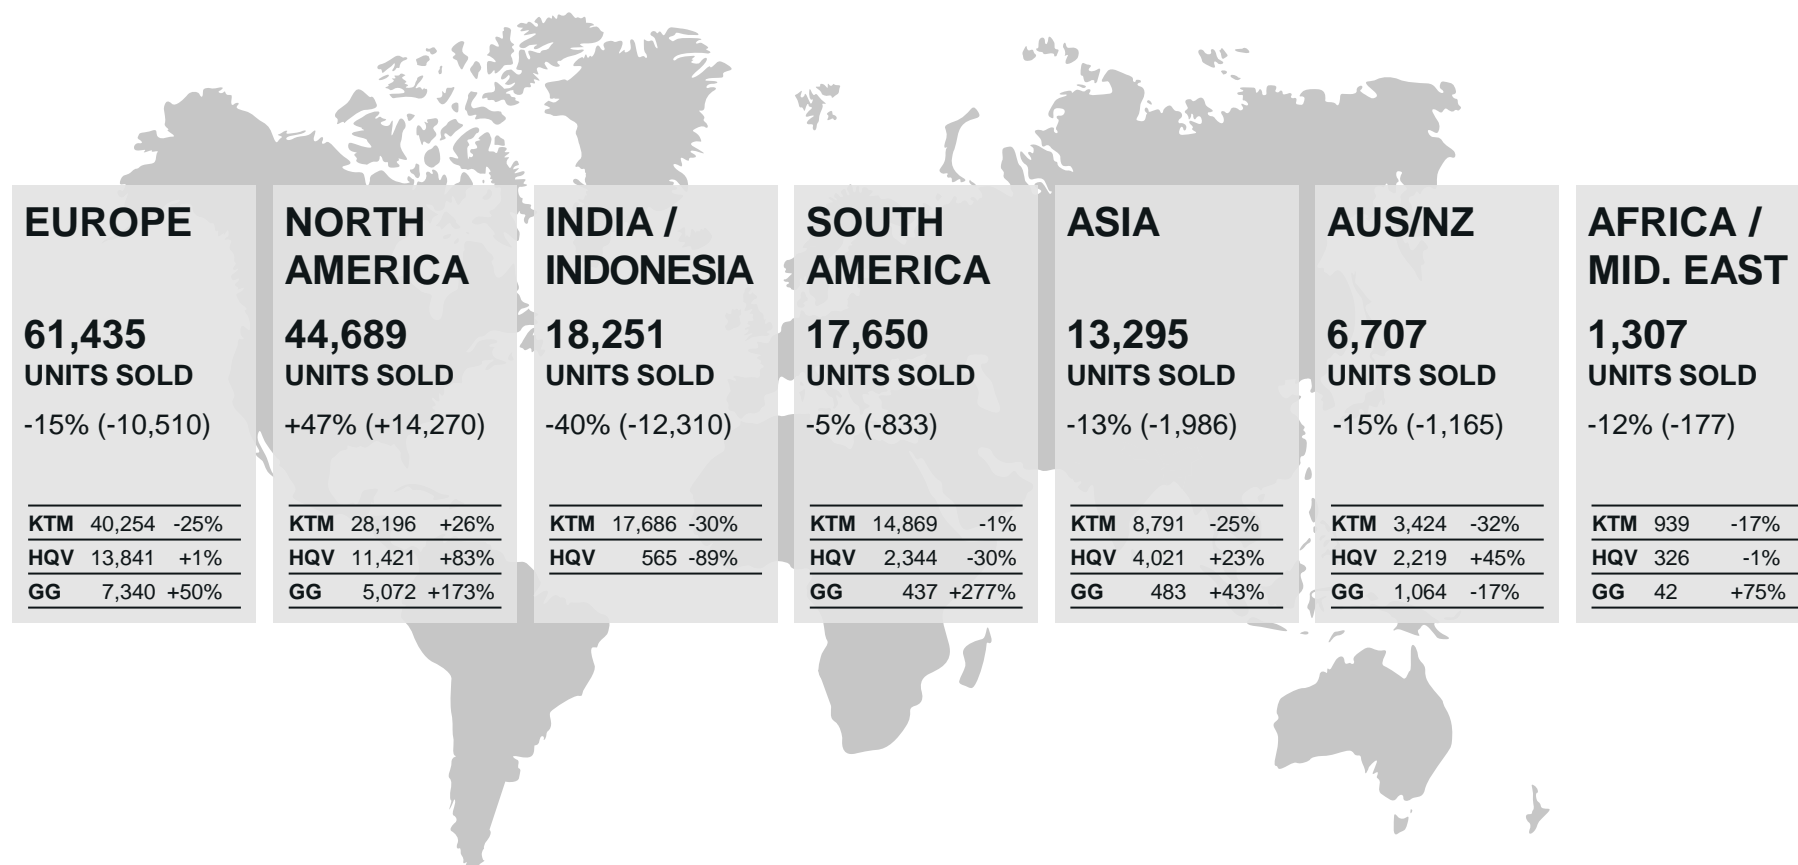 EUROPE
61,435
UNITS SOLD
-15% (-10,510)
KTM 40,254 -25%
HQV 13,841 +1%
GG 7,340 +50%
NORTH
AMERICA
44,689
UNITS SOLD
+47% (+14,270)
KTM 28,196 +26%
HQV 11,421 +83%
GG 5,072 +173%
INDIA /
INDONESIA
18,251
UNITS SOLD
-40% (-12,310)
KTM 17,686 -30%
HQV 565 -89%
SOUTH
AMERICA
17,650
UNITS SOLD
-5% (-833)
KTM 14,869 -1%
HQV 2,344 -30%
GG 437 +277%
ASIA
13,295
UNITS SOLD
-13% (-1,986)
KTM 8,791 -25%
HQV 4,021 +23%
GG 483 +43%
AUS/NZ
6,707
UNITS SOLD
-15% (-1,165)
KTM 3,424 -32%
HQV 2,219 +45%
GG 1,064 -17%
AFRICA /
MID. EAST
1,307
UNITS SOLD
-12% (-177)
KTM 939 -17%
HQV 326 -1%
GG 42 +75%